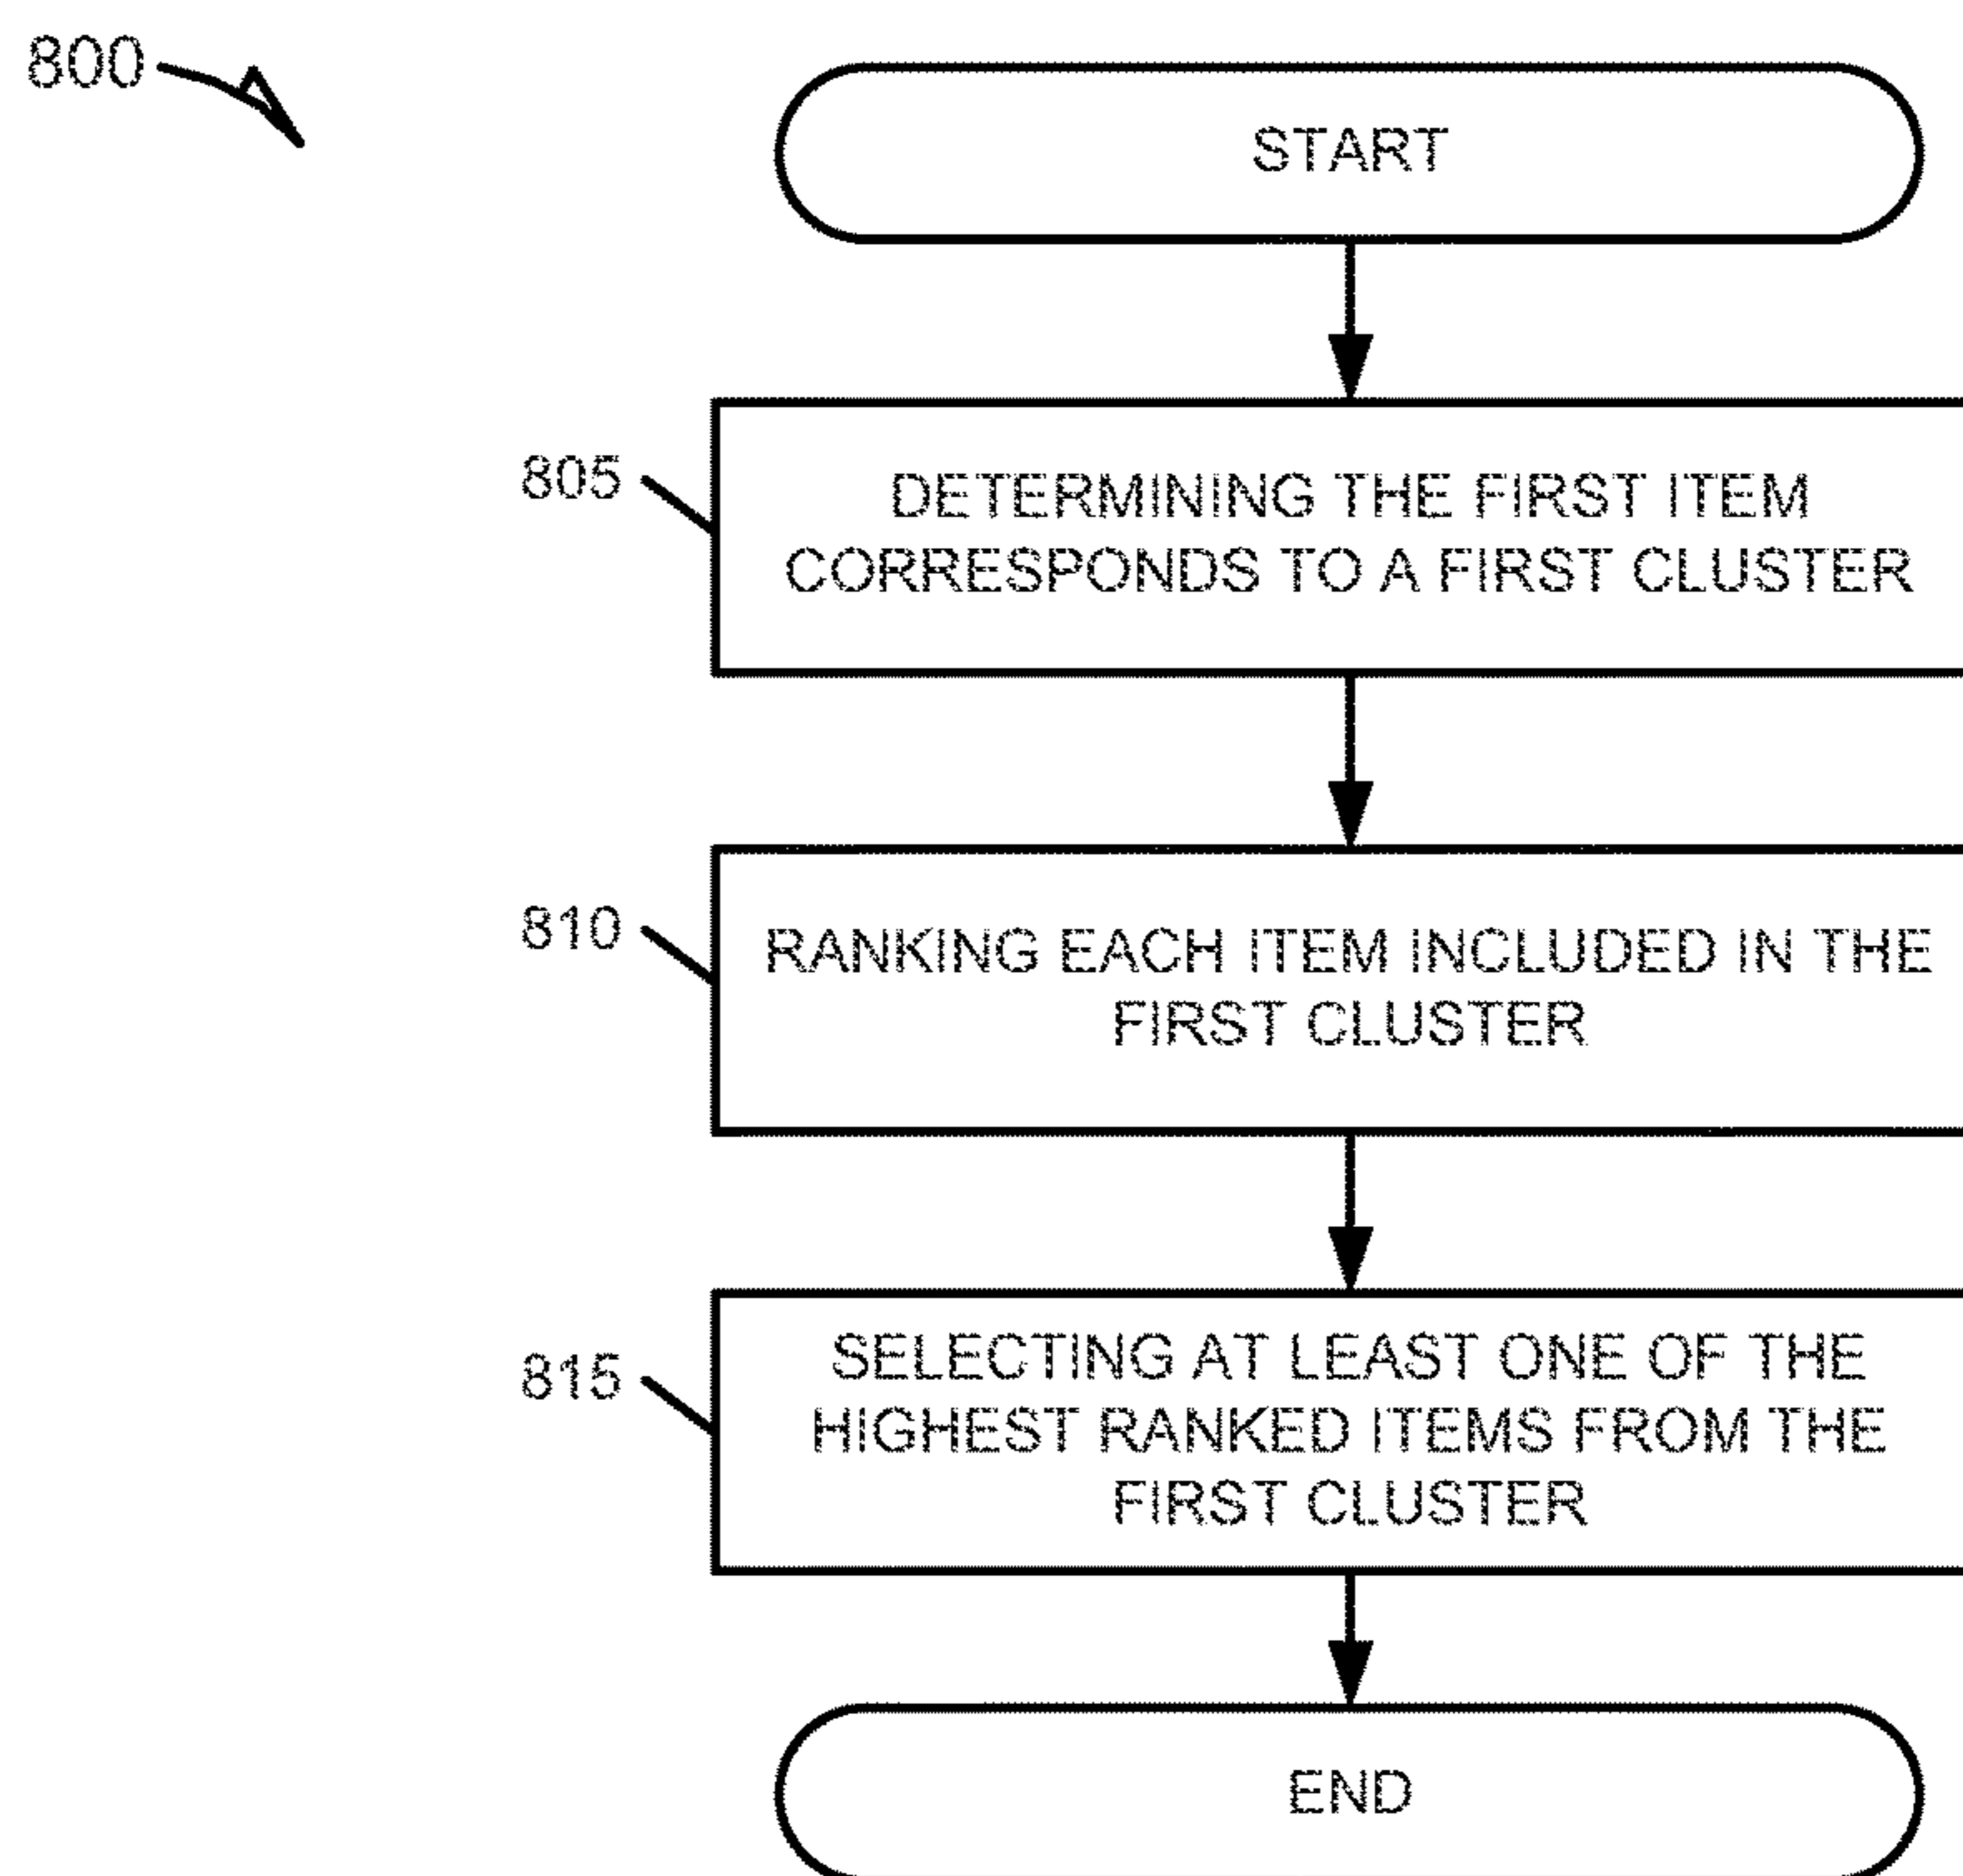 800
START
805
DETERMINING THE FIRST ITEM
CORRESPONDS TO A FIRST CLUSTER
810
RANKING EACH ITEM INCLUDED IN THE
FIRST CLUSTER
815
SELECTING AT LEAST ONE OF THE
HIGHEST RANKED ITEMS FROM THE
FIRST CLUSTER
END